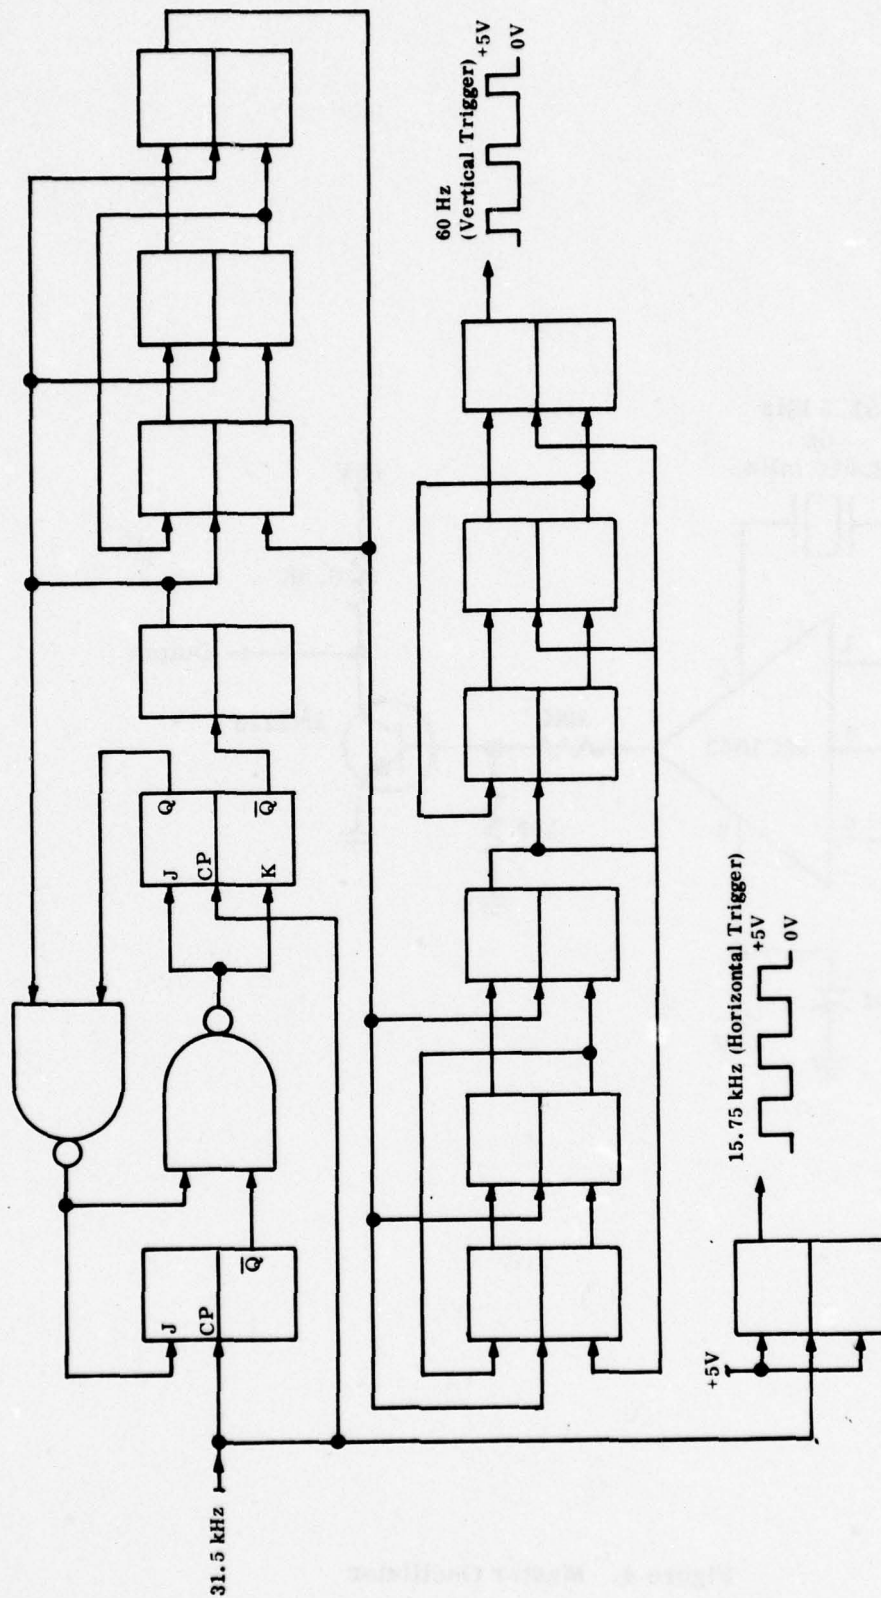 31.5 kHz
J
CP
Q̅
J
CP
K
Q
Q̅
60 Hz
(Vertical Trigger)
+5V
0V
+5V
15.75 kHz (Horizontal Trigger)
+5V
0V